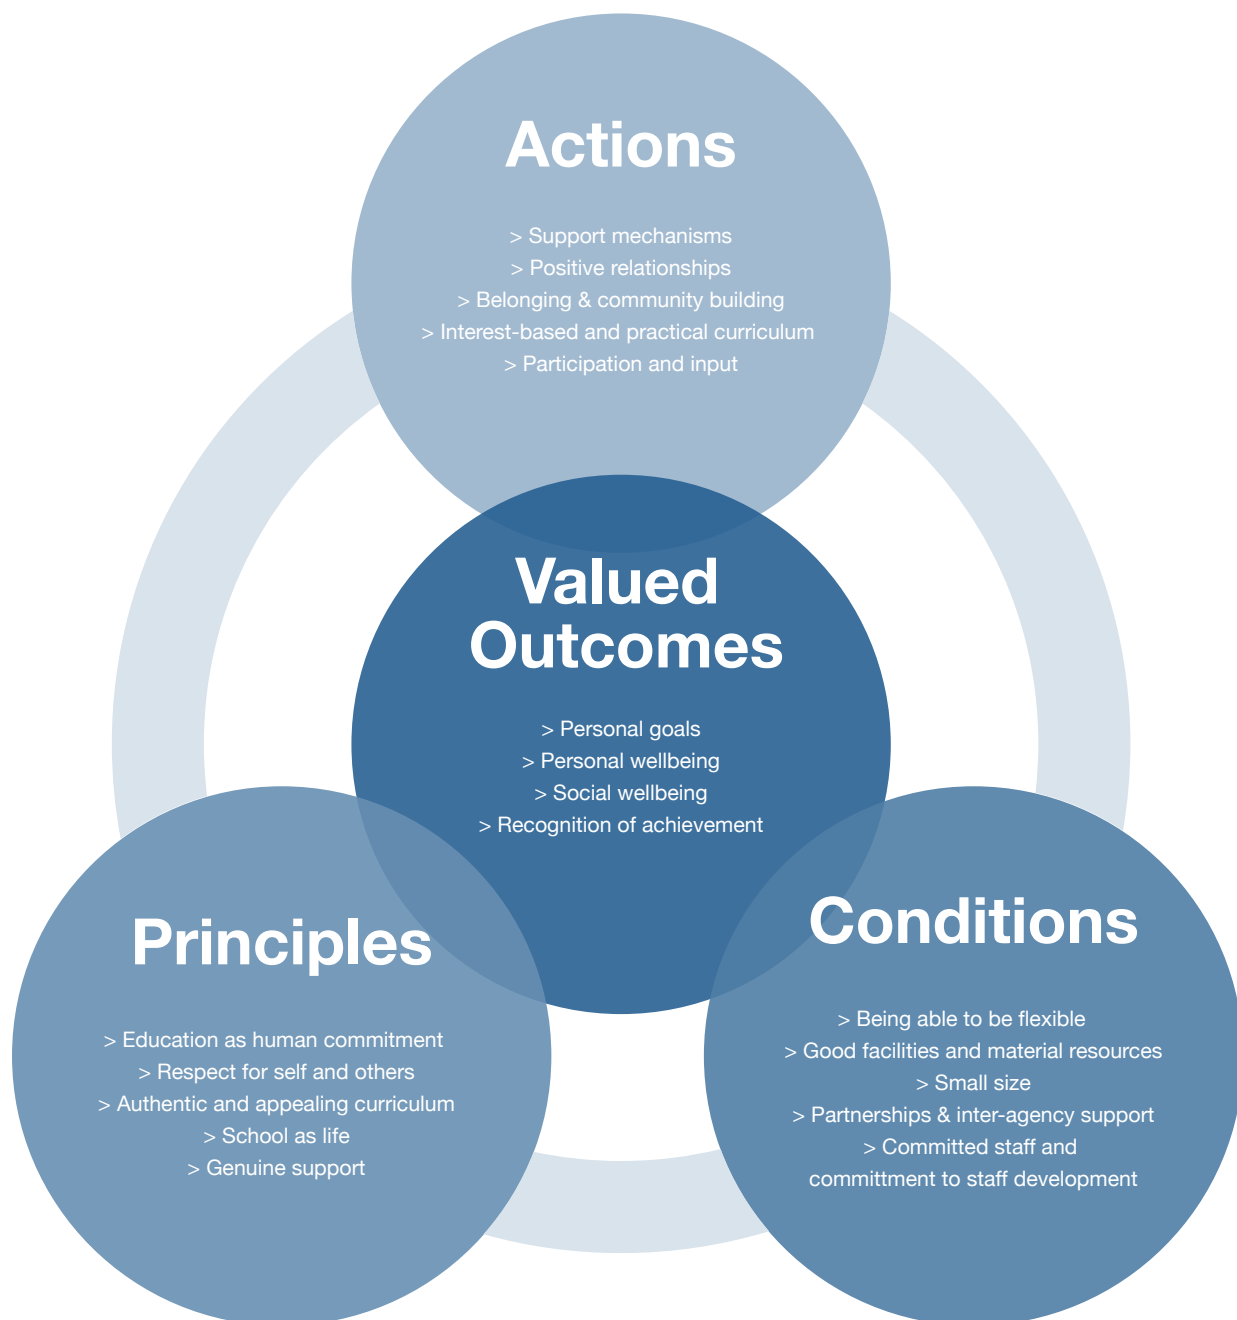 Actions
> Support mechanisms
> Positive relationships
> Belonging & community building
> Interest-based and practical curriculum
> Participation and input
Valued
Outcomes
> Personal goals
> Personal wellbeing
> Social wellbeing
> Recognition of achievement
Principles
> Education as human commitment
> Respect for self and others
> Authentic and appealing curriculum
> School as life
> Genuine support
Conditions
> Being able to be flexible
> Good facilities and material resources
> Small size
> Partnerships & inter-agency support
> Committed staff and
committment to staff development